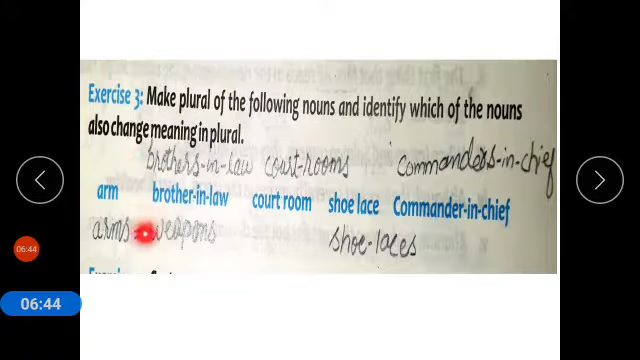 Exercise 3: Make plural of the following nouns and identify which of the nouns
also change meaning in plural.
brothers-in-law court-rooms commanders-in-chief
arm brother-in-law court room shoe lace Commander-in-chief
arms = weapons shoe-laces
06:44
06:44